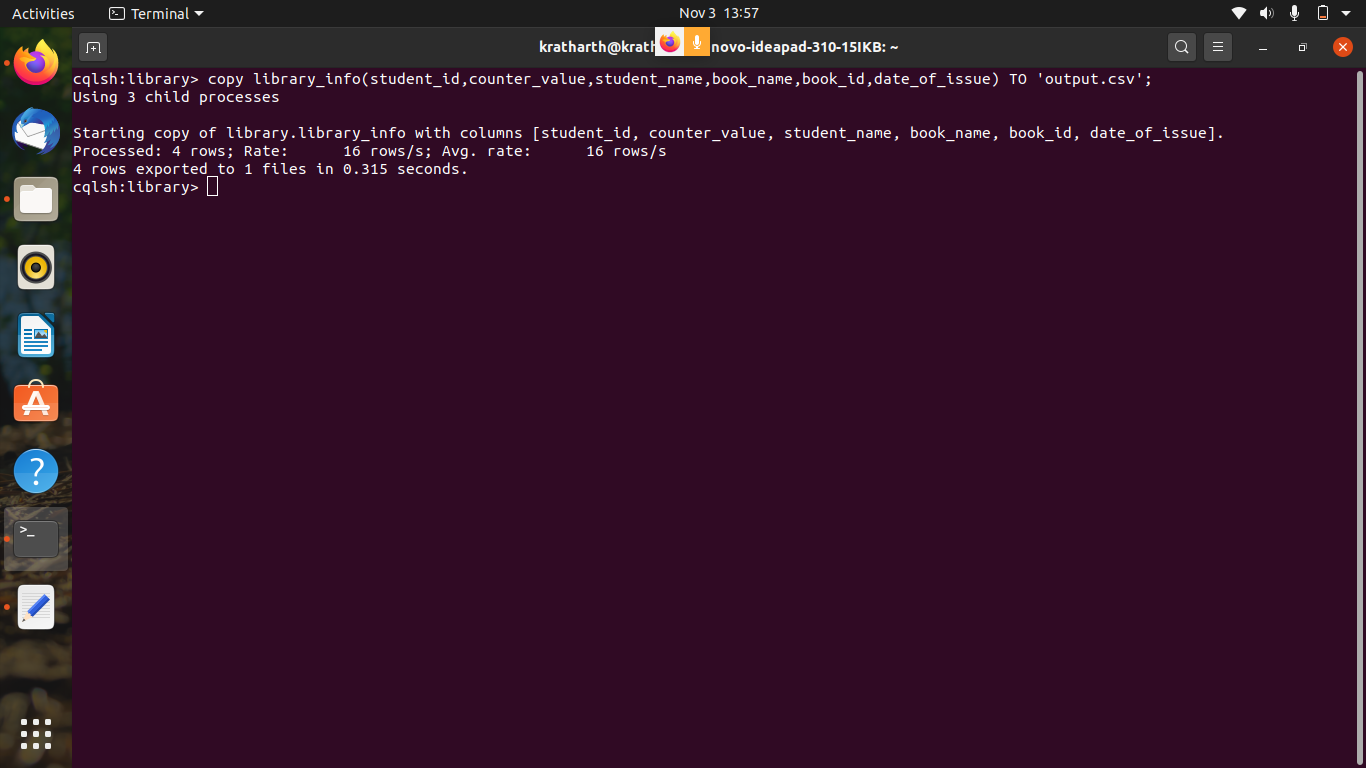 Activities
Terminal
Nov 3 13:57
kratharth@krath
novo-ideapad-310-15IKB: ~
cqlsh:library> copy library_info(student_id,counter_value,student_name,book_name,book_id,date_of_issue) TO 'output.csv';
Using 3 child processes
Starting copy of library.library_info with columns [student_id, counter_value, student_name, book_name, book_id, date_of_issue].
Processed: 4 rows; Rate:      16 rows/s; Avg. rate:      16 rows/s
4 rows exported to 1 files in 0.315 seconds.
cqlsh:library>